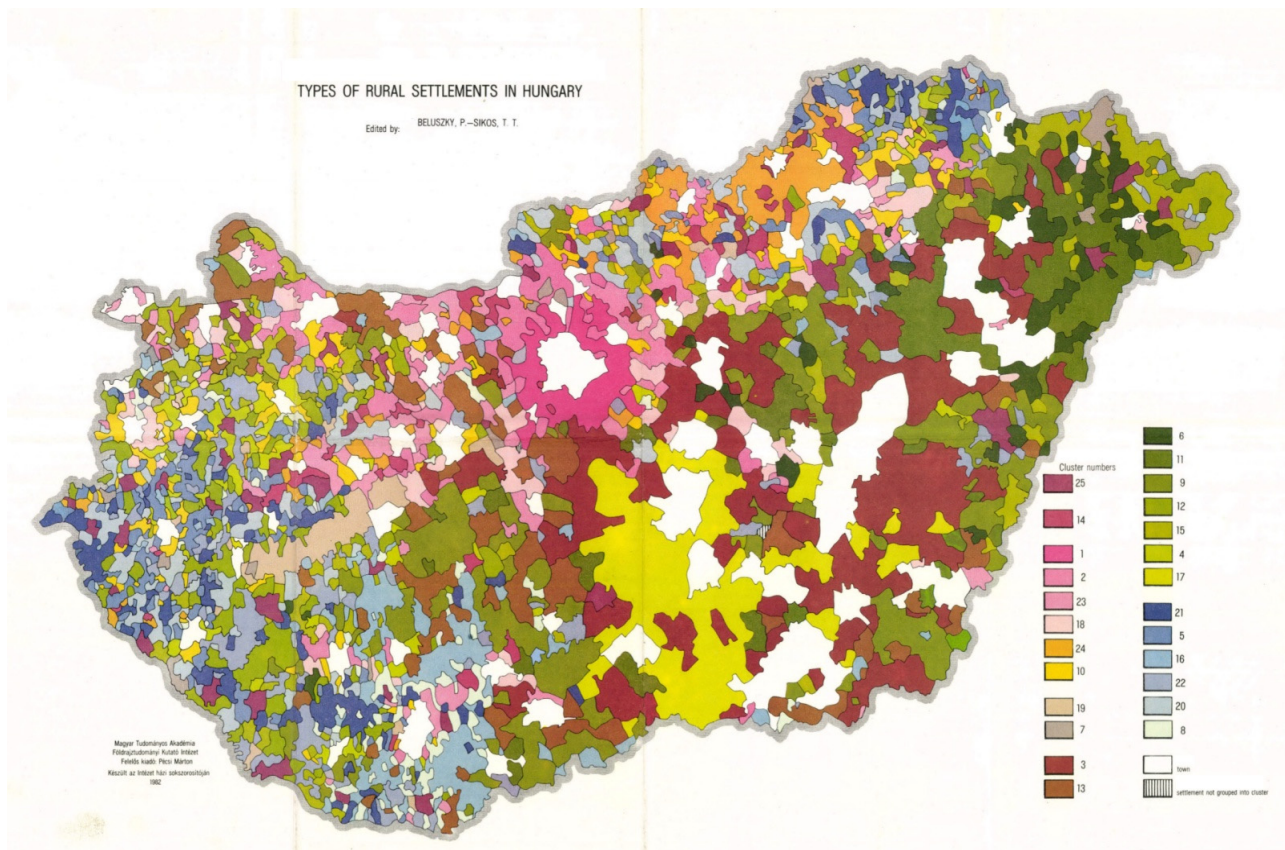 TYPES OF RURAL SETTLEMENTS IN HUNGARY
Edited by: BELUSZKY, P.—SIKOS, T. T.
Cluster numbers
25
14
1
2
23
18
24
10
19
7
3
13
6
11
9
12
15
4
17
21
5
16
22
20
8
town
settlement not grouped into cluster
Magyar Tudományos Akadémia
Földrajztudományi Kutató Intézet
Felelős kiadó: Pécsi Márton
Készült az Intézet házi sokszorosítóján
1982